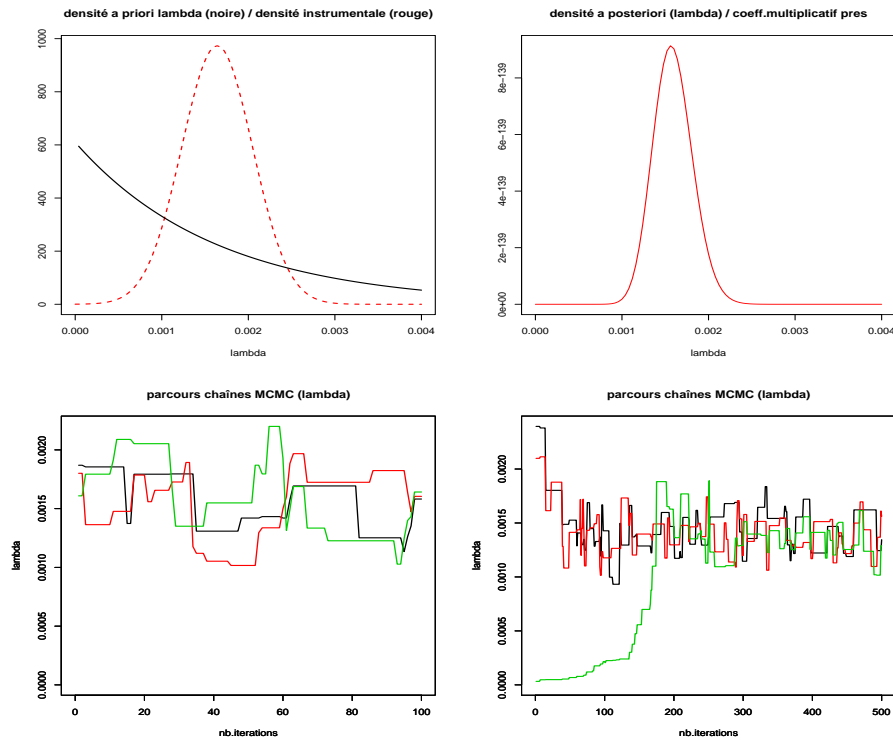 densité a priori lambda (noire) / densité instrumentale (rouge)
1000
800
600
400
200
0
0.000 0.001 0.002 0.003 0.004
lambda
densité a posteriori (lambda) / coeff.multiplicatif pres
8e−139
6e−139
4e−139
2e−139
0e+00
0.000 0.001 0.002 0.003 0.004
lambda
parcours chaînes MCMC (lambda)
lambda
0.0020
0.0015
0.0010
0.0005
0.0000
0 20 40 60 80 100
nb.iterations
parcours chaînes MCMC (lambda)
lambda
0.0020
0.0015
0.0010
0.0005
0.0000
0 100 200 300 400 500
nb.iterations